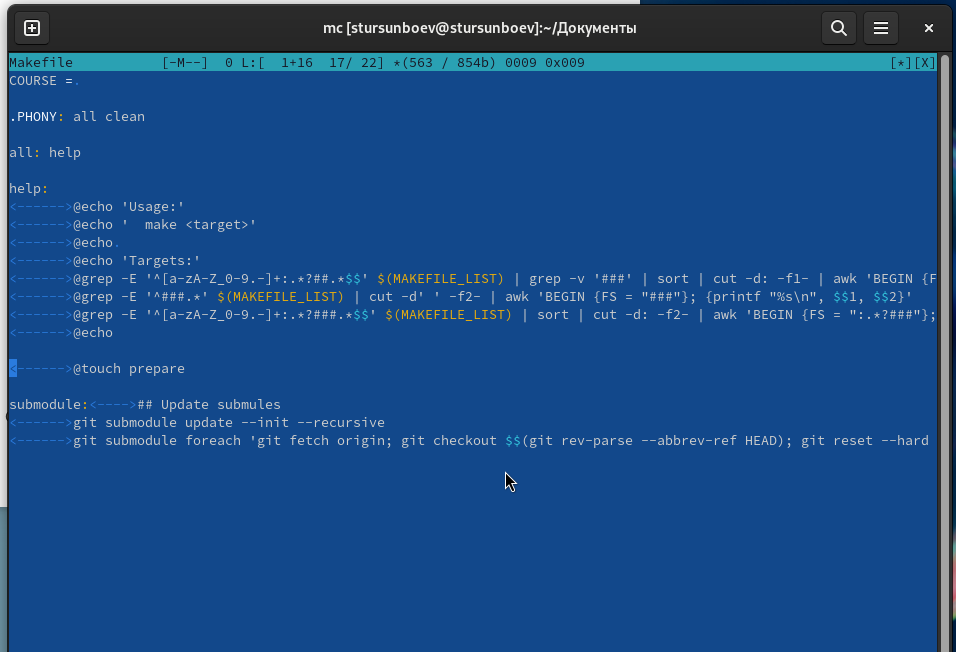 mc [stursunboev@stursunboev]:~/Документы
Makefile [-M--] 0 L:[ 1+16 17/ 22] *(563 / 854b) 0009 0x009 [*][X]
COURSE =.
.PHONY: all clean
all: help
help:
<------>@echo 'Usage:'
<------>@echo '  make <target>'
<------>@echo.
<------>@echo 'Targets:'
<------>@grep -E '^[a-zA-Z_0-9.-]+:.*?##.*$$' $(MAKEFILE_LIST) | grep -v '###' | sort | cut -d: -f1- | awk 'BEGIN {F
<------>@grep -E '^###.*' $(MAKEFILE_LIST) | cut -d' ' -f2- | awk 'BEGIN {FS = "###"}; {printf "%s\n", $$1, $$2}'
<------>@grep -E '^[a-zA-Z_0-9.-]+:.*?###.*$$' $(MAKEFILE_LIST) | sort | cut -d: -f2- | awk 'BEGIN {FS = ":.*?###"};
<------>@echo
<------>@touch prepare
submodule:<---->## Update submules
<------>git submodule update --init --recursive
<------>git submodule foreach 'git fetch origin; git checkout $$(git rev-parse --abbrev-ref HEAD); git reset --hard